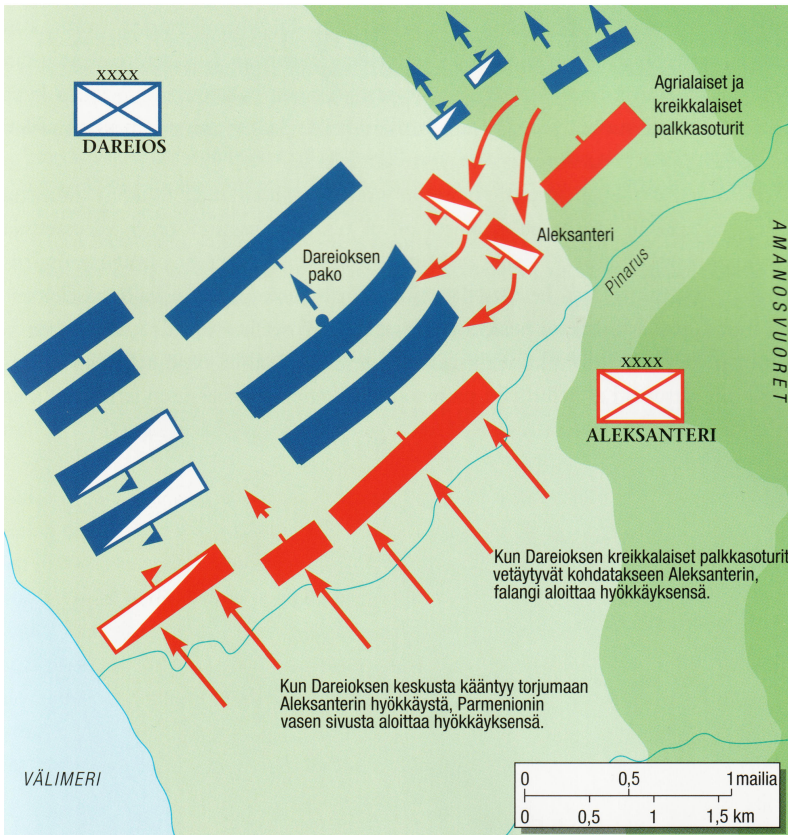 XXXX
DAREIOS
Agrialaiset ja
kreikkalaiset
palkkasoturit
Aleksanteri
Dareioksen
pako
Pinarus
AMANOSVUORET
XXXX
ALEKSANTERI
Kun Dareioksen kreikkalaiset palkkasoturit
vetäytyvät kohdatakseen Aleksanterin,
falangi aloittaa hyökkäyksensä.
Kun Dareioksen keskusta kääntyy torjumaan
Aleksanterin hyökkäystä, Parmenionin
vasen sivusta aloittaa hyökkäyksensä.
VÄLIMERI
0 0,5 1 mailia
0 0,5 1 1,5 km